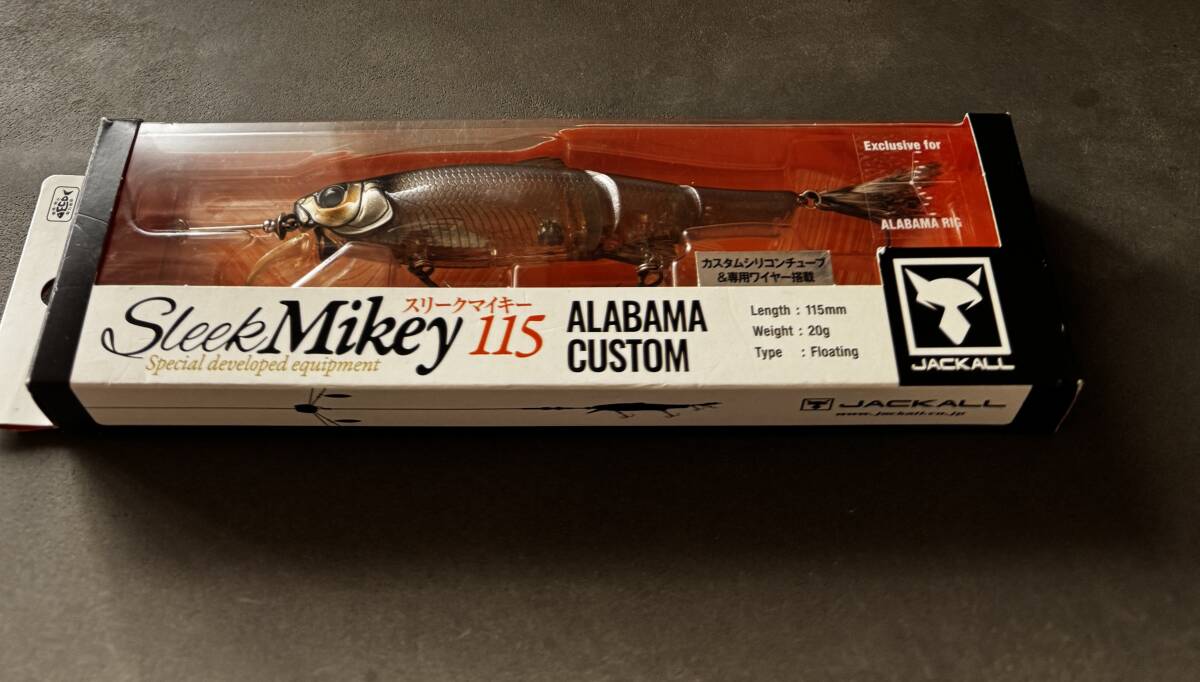 Exclusive for
ALABAMA RIG
カスタムシリコンチューブ
&専用ワイヤー搭載
スリークマイキー
SleekMikey 115
Special developed equipment
ALABAMA
CUSTOM
Length : 115mm
Weight : 20g
Type : Floating
JACKALL
JACKALL
www.jackall.co.jp